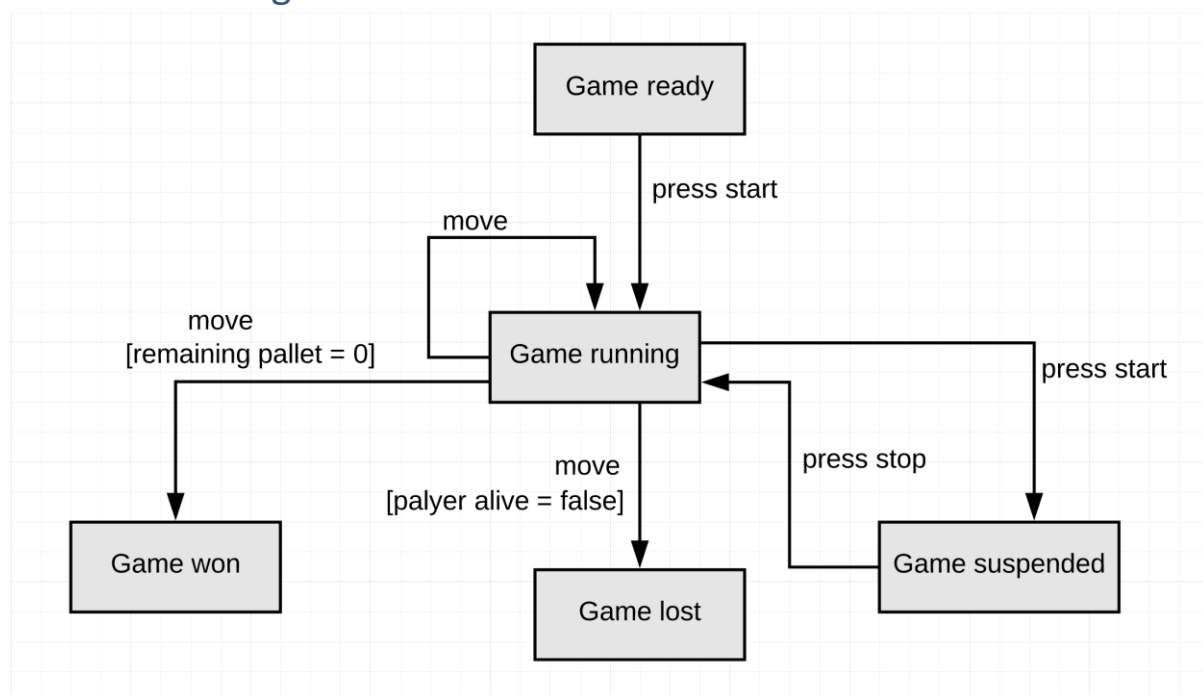 Game ready
press start
move
move
[remaining pallet = 0]
Game running
press start
press stop
move
[palyer alive = false]
Game won
Game suspended
Game lost